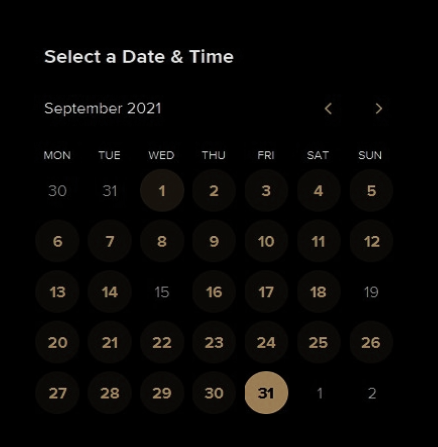 Select a Date & Time
September 2021
MON TUE WED THU FRI SAT SUN
30 31 1 2 3 4 5
6 7 8 9 10 11 12
13 14 15 16 17 18 19
20 21 22 23 24 25 26
27 28 29 30 31 1 2